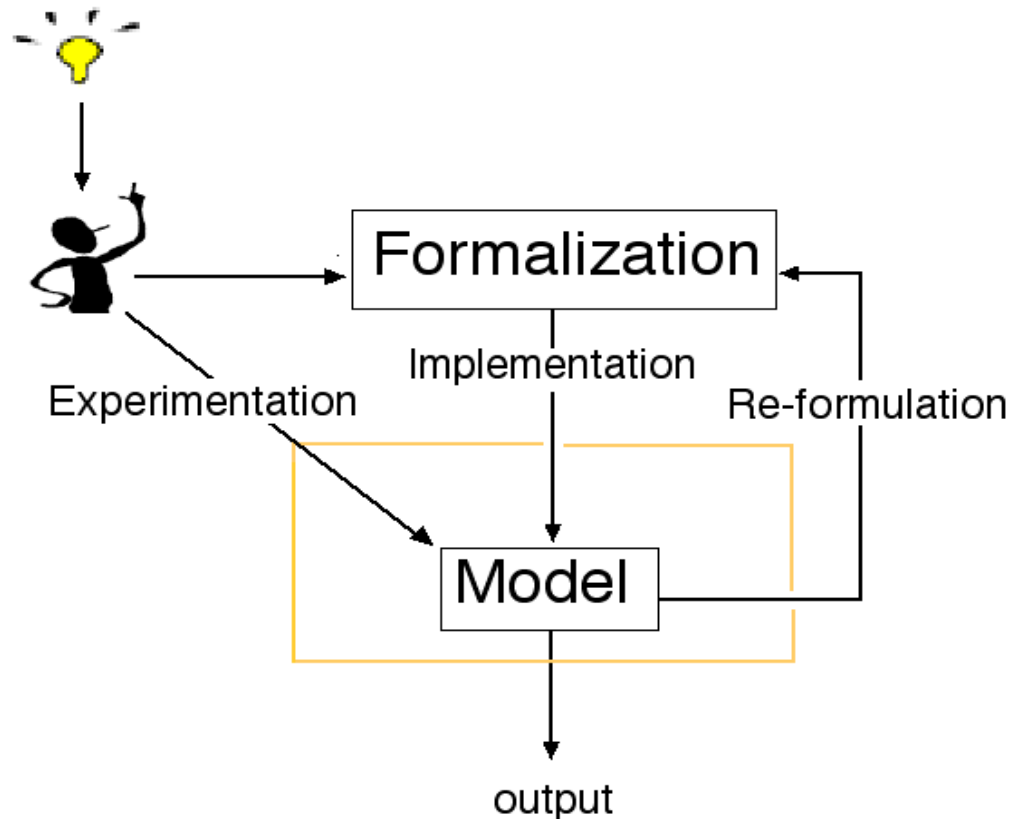 Formalization
Implementation
Experimentation
Re-formulation
Model
output